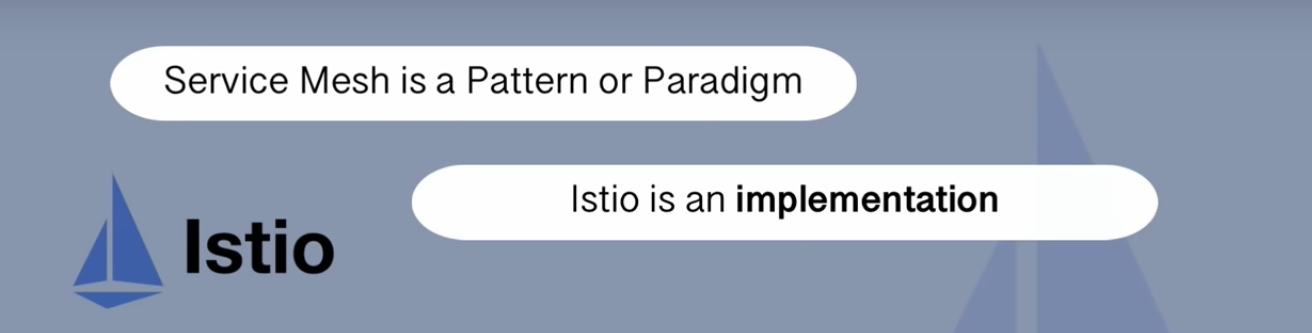 Service Mesh is a Pattern or Paradigm
Istio is an implementation
Istio